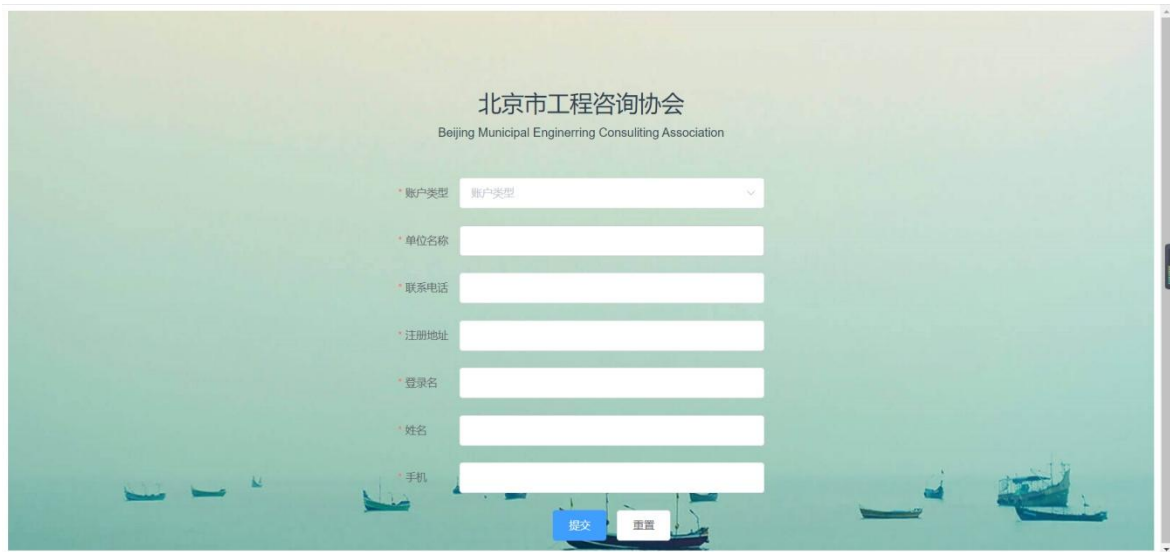 北京市工程咨询协会
Beijing Municipal Enginerring Consuliting Association
* 账户类型 账户类型
* 单位名称
* 联系电话
* 注册地址
* 登录名
* 姓名
* 手机
提交 重置